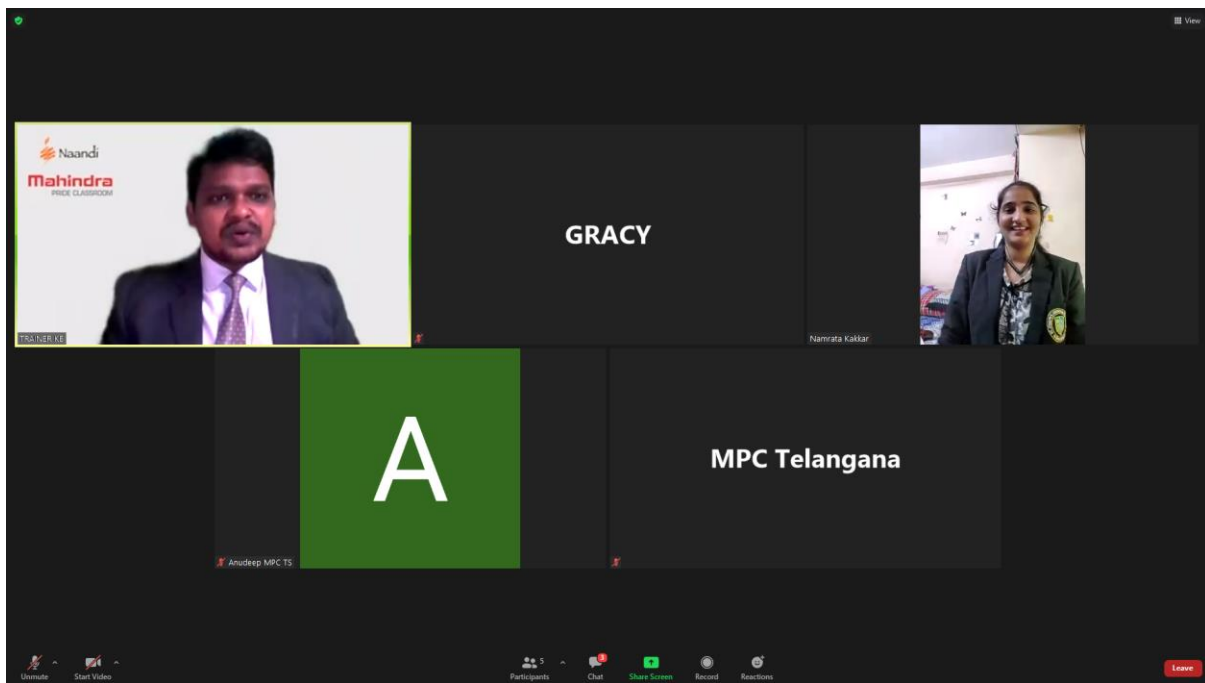 View
Naandi
Mahindra
PRIDE CLASSROOM
TRAINER KB
GRACY
Namrata Kakkar
A
Anudeep MPC TS
MPC Telangana
Unmute
Start Video
5
Participants
3
Chat
Share Screen
Record
Reactions
Leave